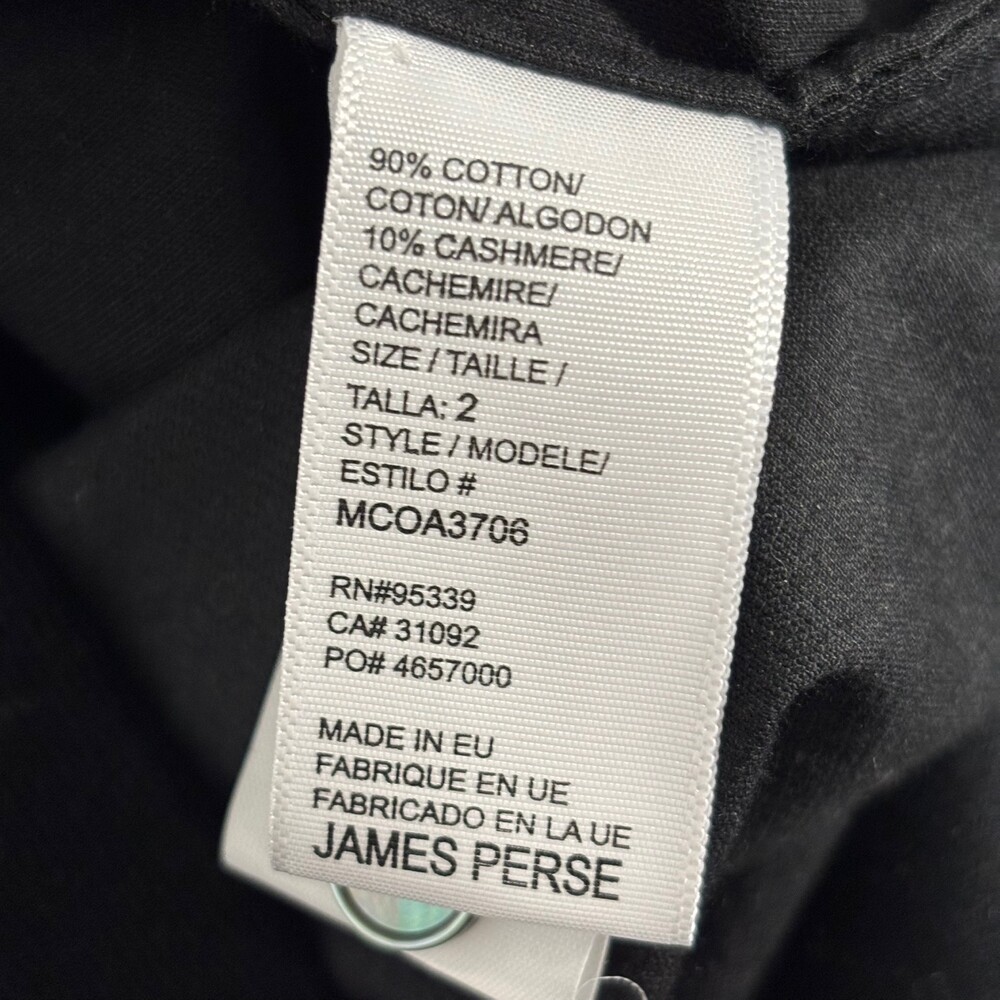 90% COTTON/
COTON/ ALGODON
10% CASHMERE/
CACHEMIRE/
CACHEMIRA
SIZE / TAILLE /
TALLA: 2
STYLE / MODELE/
ESTILO #
MCOA3706
RN#95339
CA# 31092
PO# 4657000
MADE IN EU
FABRIQUE EN UE
FABRICADO EN LA UE
JAMES PERSE